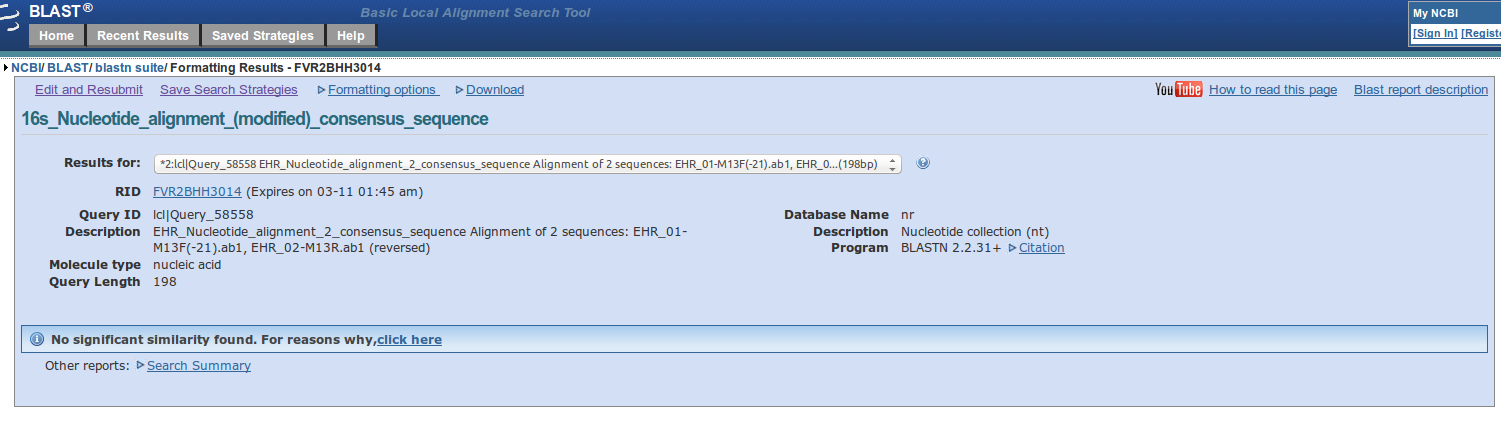 BLAST®
Basic Local Alignment Search Tool
My NCBI
[Sign In] [Registe
Home Recent Results Saved Strategies Help
NCBI/ BLAST/ blastn suite/ Formatting Results - FVR2BHH3014
Edit and Resubmit Save Search Strategies Formatting options Download YouTube How to read this page Blast report description
16s_Nucleotide_alignment_(modified)_consensus_sequence
Results for: *2:lcl|Query_58558 EHR_Nucleotide_alignment_2_consensus_sequence Alignment of 2 sequences: EHR_01-M13F(-21).ab1, EHR_0...(198bp)
RID FVR2BHH3014 (Expires on 03-11 01:45 am)
Query ID lcl|Query_58558
Description EHR_Nucleotide_alignment_2_consensus_sequence Alignment of 2 sequences: EHR_01-
M13F(-21).ab1, EHR_02-M13R.ab1 (reversed)
Molecule type nucleic acid
Query Length 198
Database Name nr
Description Nucleotide collection (nt)
Program BLASTN 2.2.31+ Citation
No significant similarity found. For reasons why,click here
Other reports: Search Summary